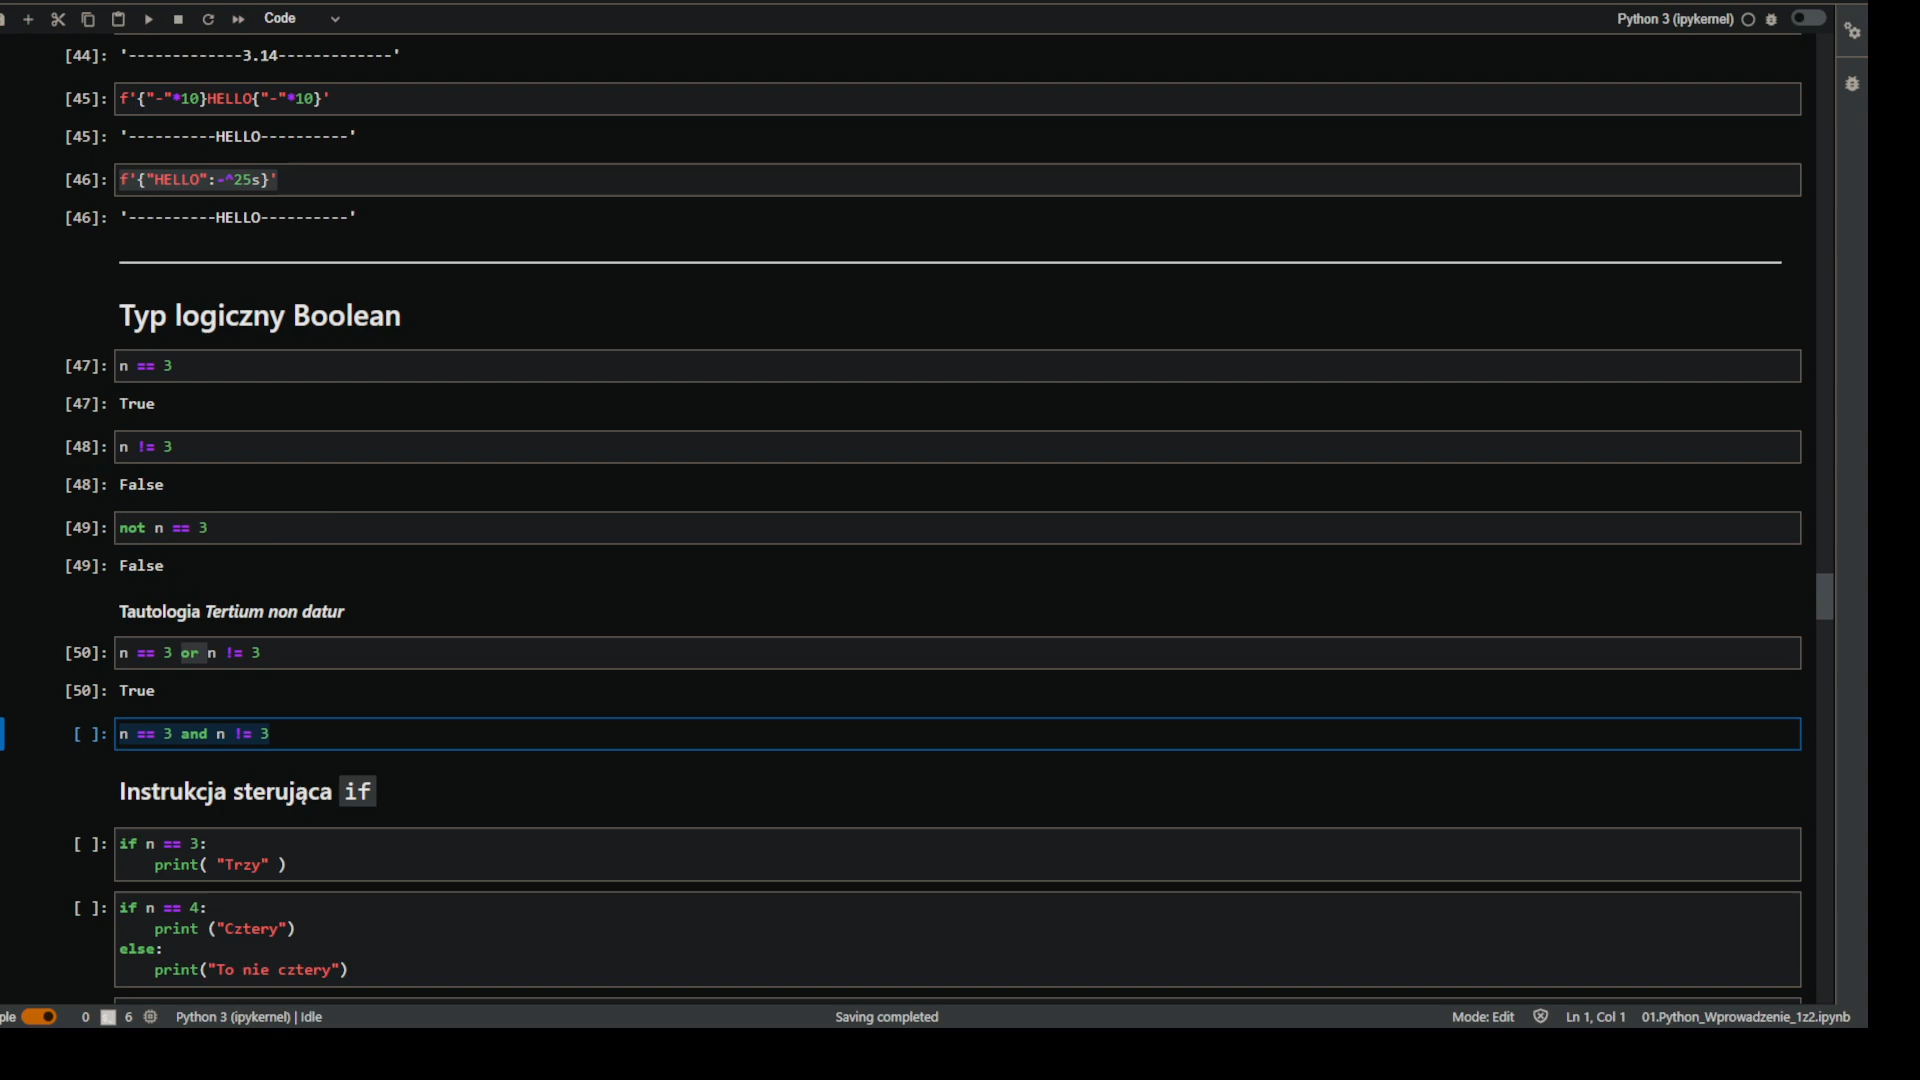 Code
Python 3 (ipykernel)
[44]: '-------------3.14-------------'
[45]: f'{"-"*10}HELLO{"-"*10}'
[45]: '----------HELLO----------'
[46]: f'{"HELLO":-^25s}'
[46]: '----------HELLO----------'
Typ logiczny Boolean
[47]: n == 3
[47]: True
[48]: n != 3
[48]: False
[49]: not n == 3
[49]: False
Tautologia Tertium non datur
[50]: n == 3 or n != 3
[50]: True
[ ]: n == 3 and n != 3
Instrukcja sterująca if
[ ]: if n == 3:
print( "Trzy" )
[ ]: if n == 4:
print ("Cztery")
else:
print("To nie cztery")
ple 0 6 Python 3 (ipykernel) | Idle Saving completed Mode: Edit Ln 1, Col 1 01.Python_Wprowadzenie_1z2.ipynb